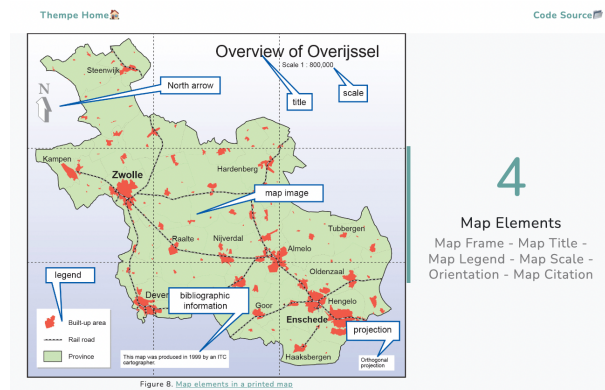 Thempe Home
Code Source
Overview of Overijssel
Scale 1 : 800,000
Steenwijk
North arrow
N
title
scale
Kampen
Zwolle
Hardenberg
map image
Raalte
Nijverdal
Almelo
Tubbergen
Oldenzaal
legend
Deven
bibliographic
information
Goor
Hengelo
Enschede
projection
Built-up area
Rail road
Province
This map was produced in 1999 by an ITC
cartographer.
Haaksbergen
Orthogonal
projection
Figure 8. Map elements in a printed map
4
Map Elements
Map Frame - Map Title -
Map Legend - Map Scale -
Orientation - Map Citation